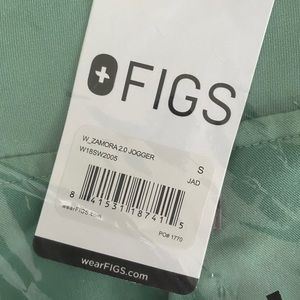 FIGS
W_ZAMORA 2.0 JOGGER
W18SW2005
S
JAD
8 41531 18741 5
wearFIGS.com
PO# 1770
wearFIGS.com